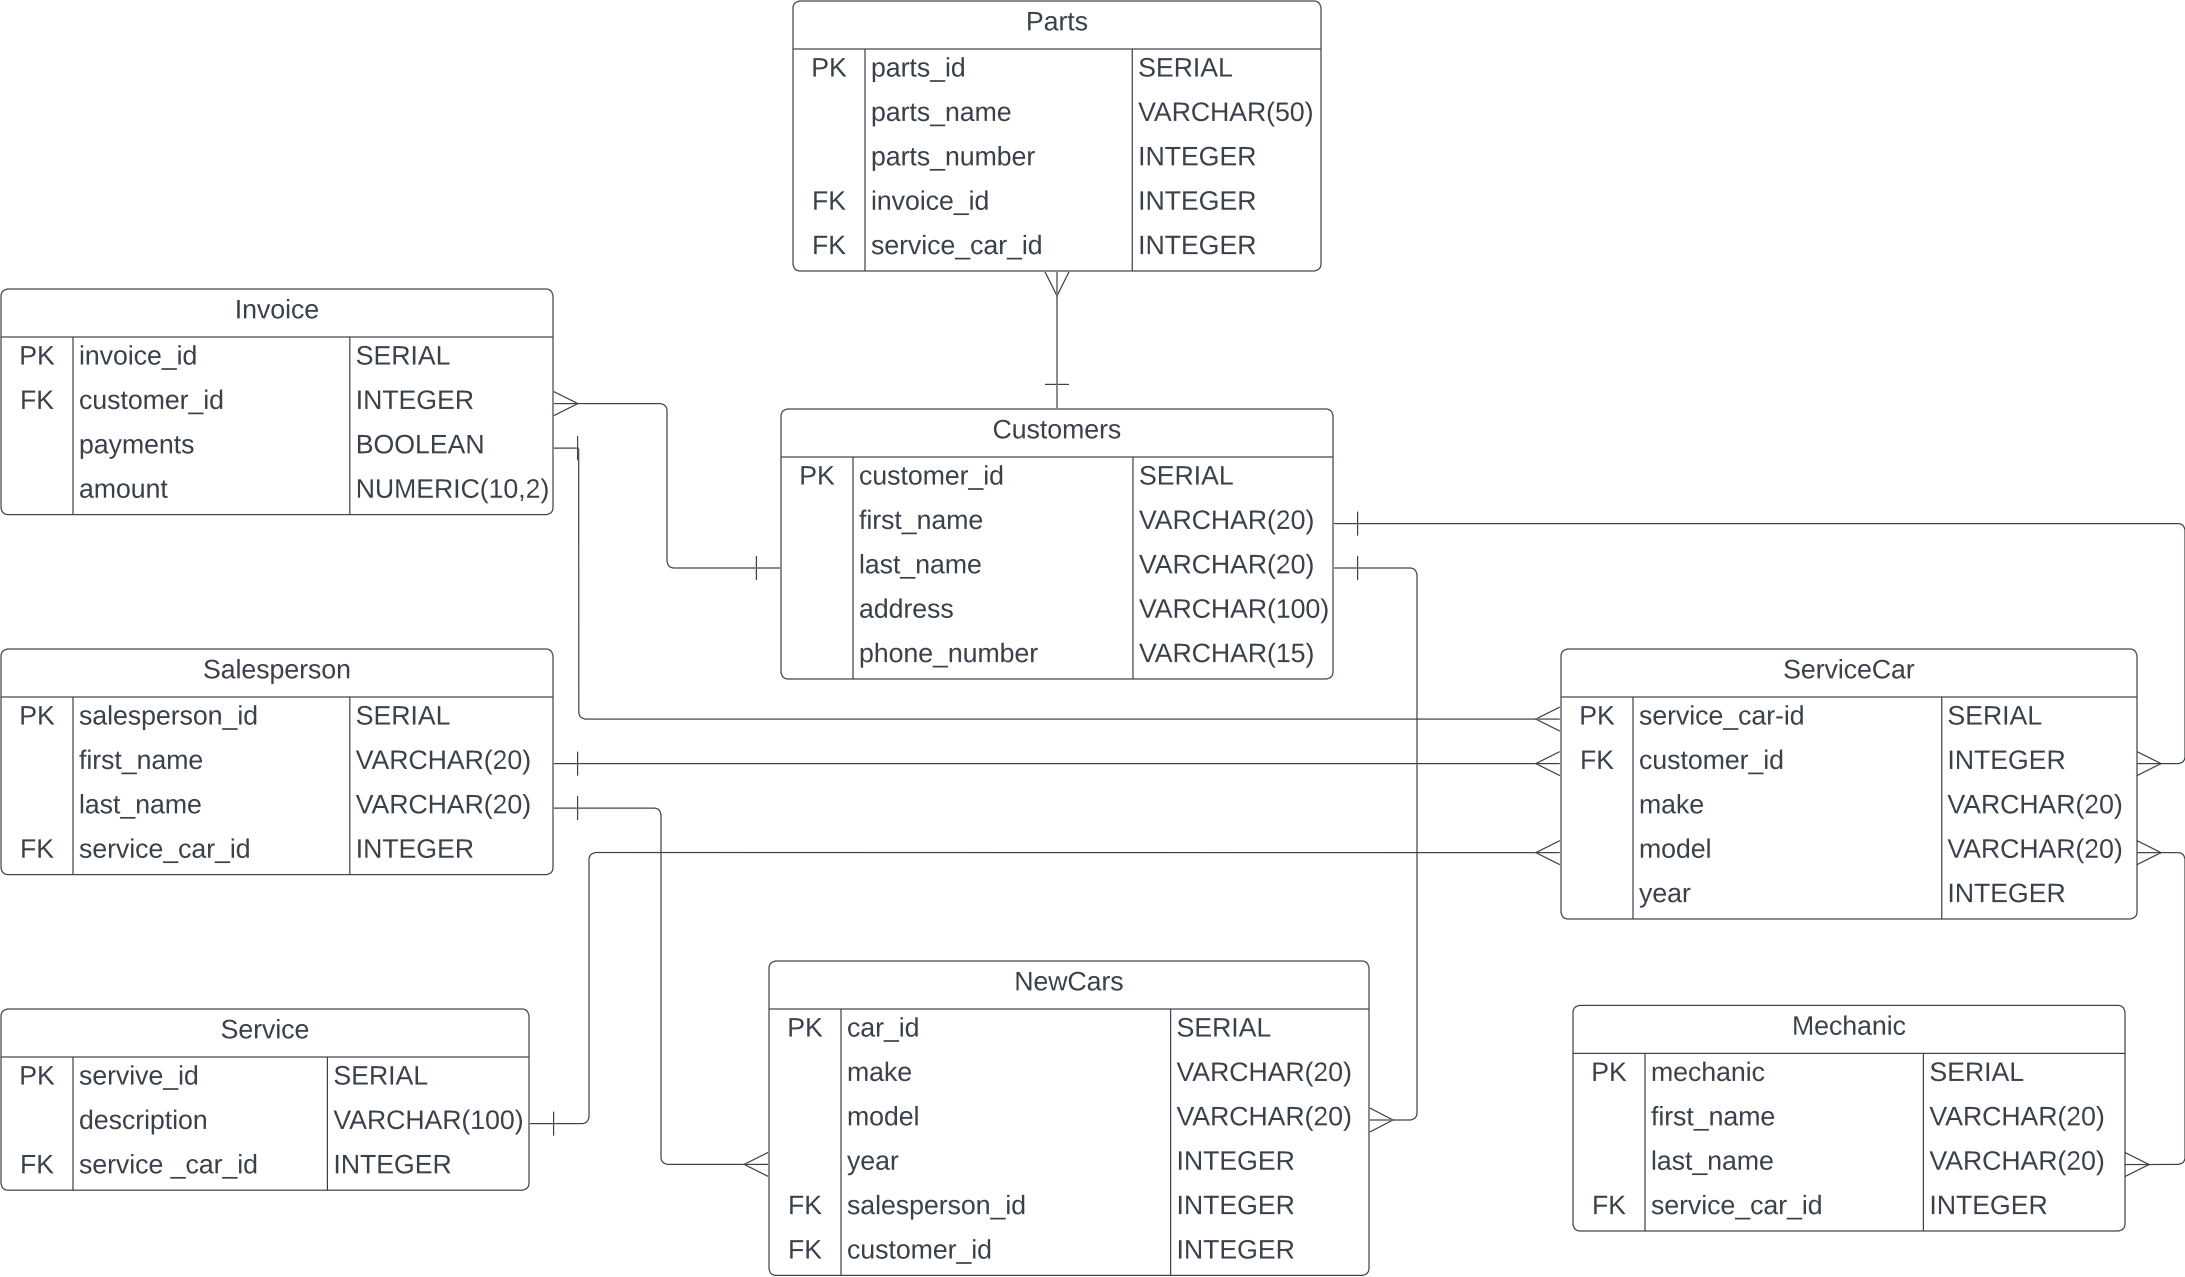 Parts
PK parts_id SERIAL
parts_name VARCHAR(50)
parts_number INTEGER
FK invoice_id INTEGER
FK service_car_id INTEGER
Invoice
PK invoice_id SERIAL
FK customer_id INTEGER
payments BOOLEAN
amount NUMERIC(10,2)
Customers
PK customer_id SERIAL
first_name VARCHAR(20)
last_name VARCHAR(20)
address VARCHAR(100)
phone_number VARCHAR(15)
Salesperson
PK salesperson_id SERIAL
first_name VARCHAR(20)
last_name VARCHAR(20)
FK service_car_id INTEGER
ServiceCar
PK service_car-id SERIAL
FK customer_id INTEGER
make VARCHAR(20)
model VARCHAR(20)
year INTEGER
Service
PK servive_id SERIAL
description VARCHAR(100)
FK service _car_id INTEGER
NewCars
PK car_id SERIAL
make VARCHAR(20)
model VARCHAR(20)
year INTEGER
FK salesperson_id INTEGER
FK customer_id INTEGER
Mechanic
PK mechanic SERIAL
first_name VARCHAR(20)
last_name VARCHAR(20)
FK service_car_id INTEGER